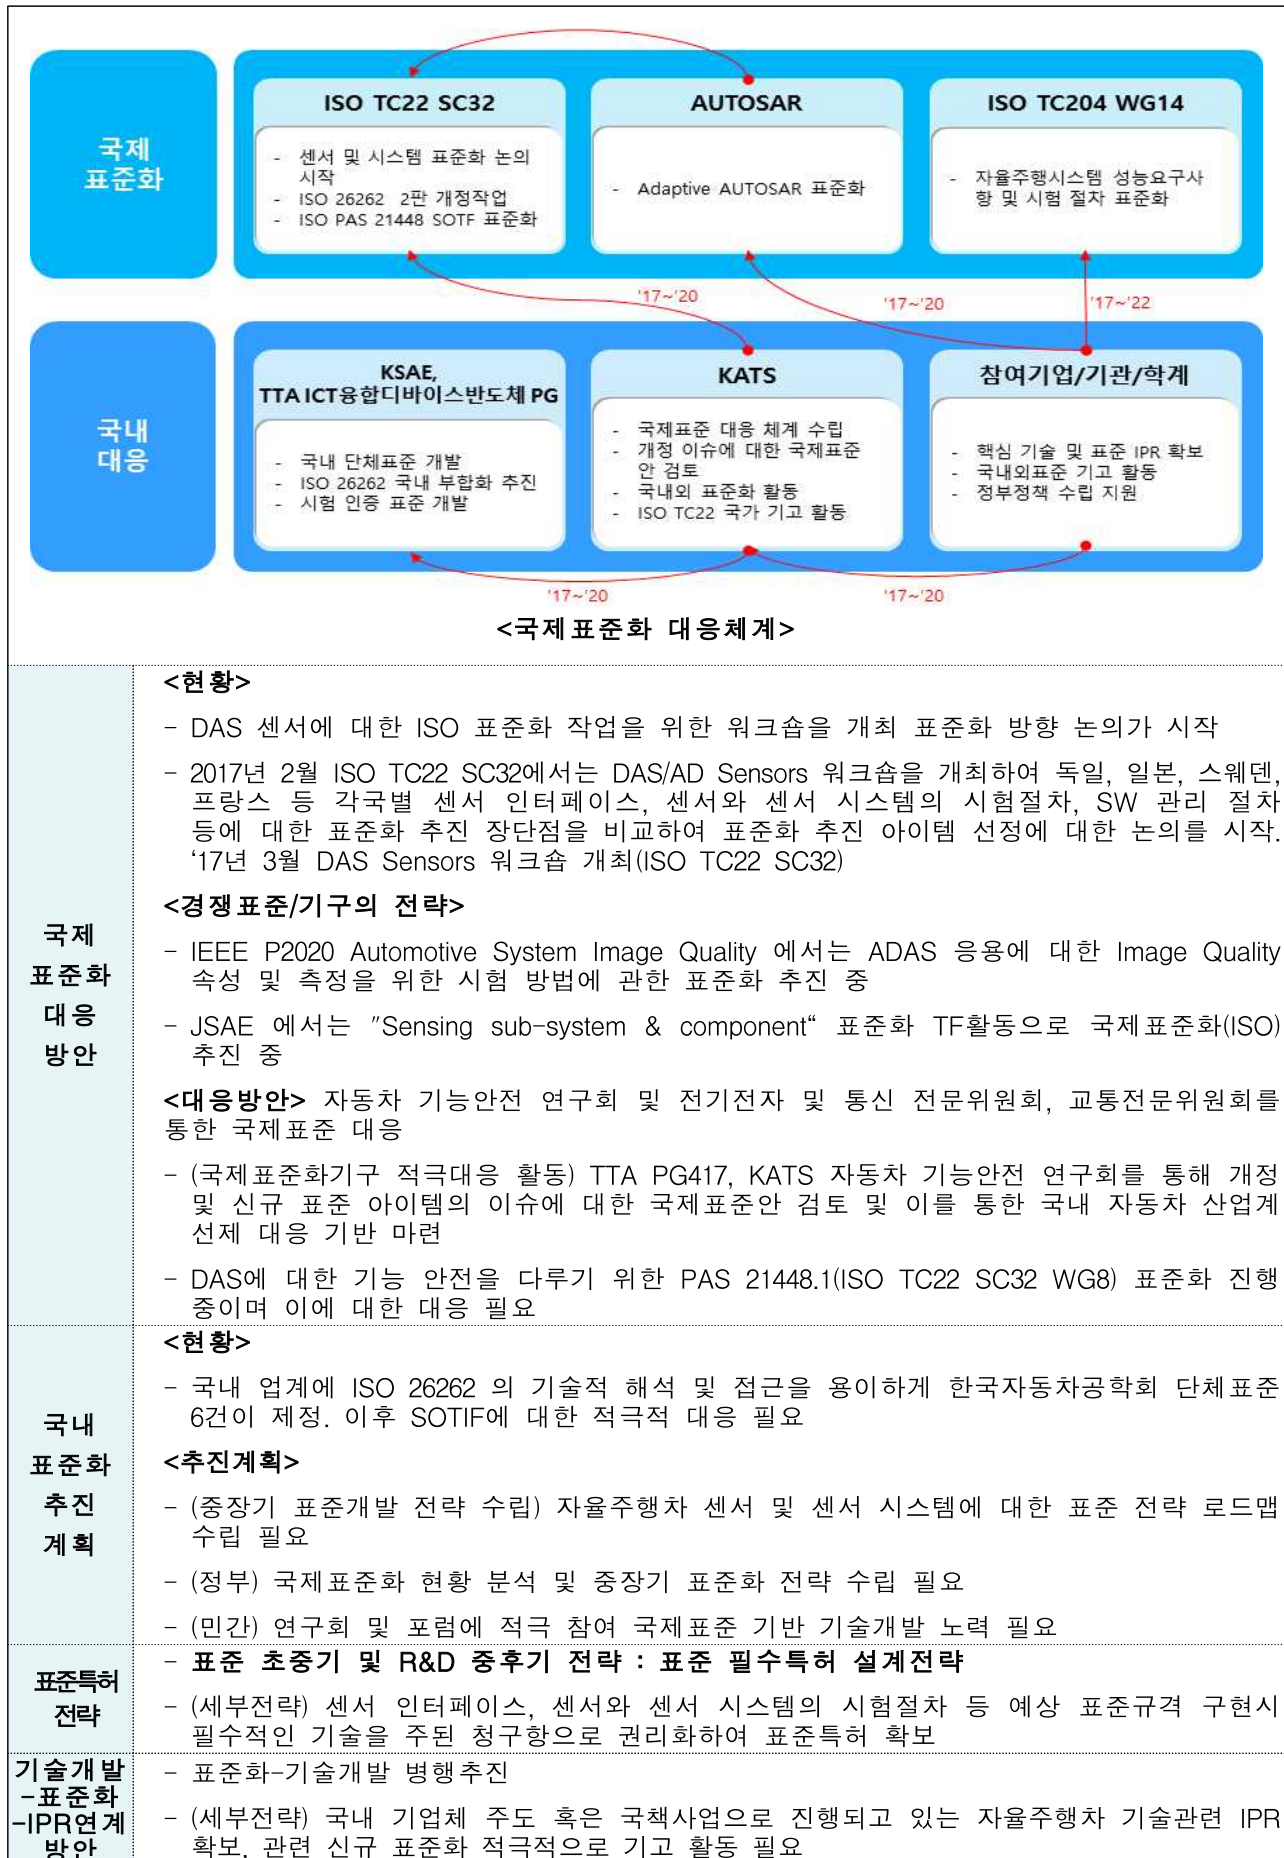 국제
표준화
ISO TC22 SC32
- 센서 및 시스템 표준화 논의
시작
- ISO 26262 2판 개정작업
- ISO PAS 21448 SOTF 표준화
AUTOSAR
- Adaptive AUTOSAR 표준화
ISO TC204 WG14
- 자율주행시스템 성능요구사
항 및 시험 절차 표준화
'17~'20
'17~'20
'17~'22
국내
대응
KSAE,
TTA ICT융합디바이스반도체 PG
- 국내 단체표준 개발
- ISO 26262 국내 부합화 추진
- 시험 인증 표준 개발
KATS
- 국제표준 대응 체계 수립
- 개정 이슈에 대한 국제표준
안 검토
- 국내외 표준화 활동
- ISO TC22 국가 기고 활동
참여기업/기관/학계
- 핵심 기술 및 표준 IPR 확보
- 국내외표준 기고 활동
- 정부정책 수립 지원
'17~'20
'17~'20
<국제표준화 대응체계>
국제
표준화
대응
방안
<현황>
- DAS 센서에 대한 ISO 표준화 작업을 위한 워크숍을 개최 표준화 방향 논의가 시작
- 2017년 2월 ISO TC22 SC32에서는 DAS/AD Sensors 워크숍을 개최하여 독일, 일본, 스웨덴,
프랑스 등 각국별 센서 인터페이스, 센서와 센서 시스템의 시험절차, SW 관리 절차
등에 대한 표준화 추진 장단점을 비교하여 표준화 추진 아이템 선정에 대한 논의를 시작.
‘17년 3월 DAS Sensors 워크숍 개최(ISO TC22 SC32)
<경쟁표준/기구의 전략>
- IEEE P2020 Automotive System Image Quality 에서는 ADAS 응용에 대한 Image Quality
속성 및 측정을 위한 시험 방법에 관한 표준화 추진 중
- JSAE 에서는 "Sensing sub-system & component“ 표준화 TF활동으로 국제표준화(ISO)
추진 중
<대응방안> 자동차 기능안전 연구회 및 전기전자 및 통신 전문위원회, 교통전문위원회를
통한 국제표준 대응
- (국제표준화기구 적극대응 활동) TTA PG417, KATS 자동차 기능안전 연구회를 통해 개정
및 신규 표준 아이템의 이슈에 대한 국제표준안 검토 및 이를 통한 국내 자동차 산업계
선제 대응 기반 마련
- DAS에 대한 기능 안전을 다루기 위한 PAS 21448.1(ISO TC22 SC32 WG8) 표준화 진행
중이며 이에 대한 대응 필요
국내
표준화
추진
계획
<현황>
- 국내 업계에 ISO 26262 의 기술적 해석 및 접근을 용이하게 한국자동차공학회 단체표준
6건이 제정. 이후 SOTIF에 대한 적극적 대응 필요
<추진계획>
- (중장기 표준개발 전략 수립) 자율주행차 센서 및 센서 시스템에 대한 표준 전략 로드맵
수립 필요
- (정부) 국제표준화 현황 분석 및 중장기 표준화 전략 수립 필요
- (민간) 연구회 및 포럼에 적극 참여 국제표준 기반 기술개발 노력 필요
표준특허
전략
- 표준 초중기 및 R&D 중후기 전략 : 표준 필수특허 설계전략
- (세부전략) 센서 인터페이스, 센서와 센서 시스템의 시험절차 등 예상 표준규격 구현시
필수적인 기술을 주된 청구항으로 권리화하여 표준특허 확보
기술개발
-표준화
-IPR연계
방안
- 표준화-기술개발 병행추진
- (세부전략) 국내 기업체 주도 혹은 국책사업으로 진행되고 있는 자율주행차 기술관련 IPR
확보, 관련 신규 표준화 적극적으로 기고 활동 필요